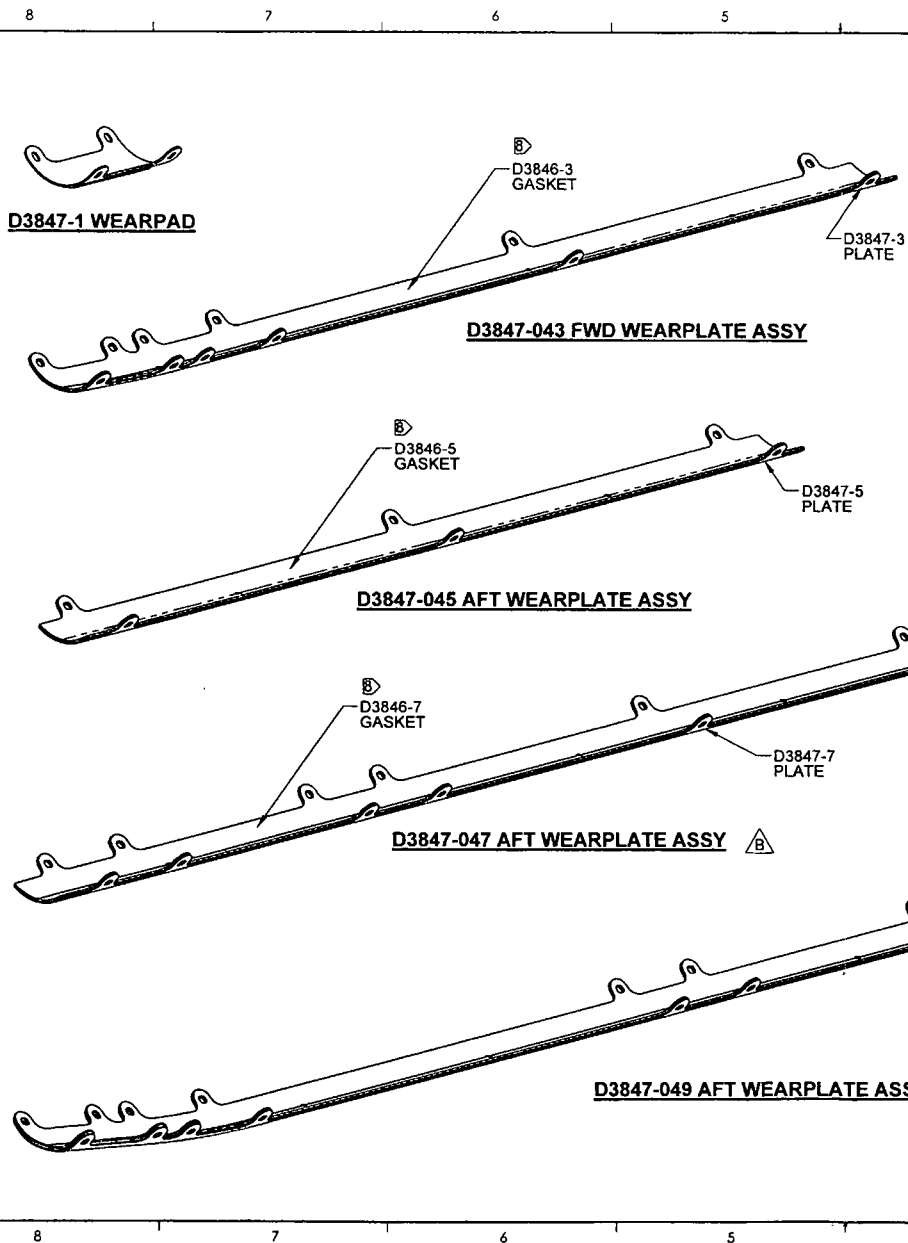 8 7 6 5
D3847-1 WEARPAD
8
D3846-3
GASKET
D3847-3
PLATE
D3847-043 FWD WEARPLATE ASSY
8
D3846-5
GASKET
D3847-5
PLATE
D3847-045 AFT WEARPLATE ASSY
8
D3846-7
GASKET
D3847-7
PLATE
D3847-047 AFT WEARPLATE ASSY
B
D3847-049 AFT WEARPLATE ASS
8 7 6 5